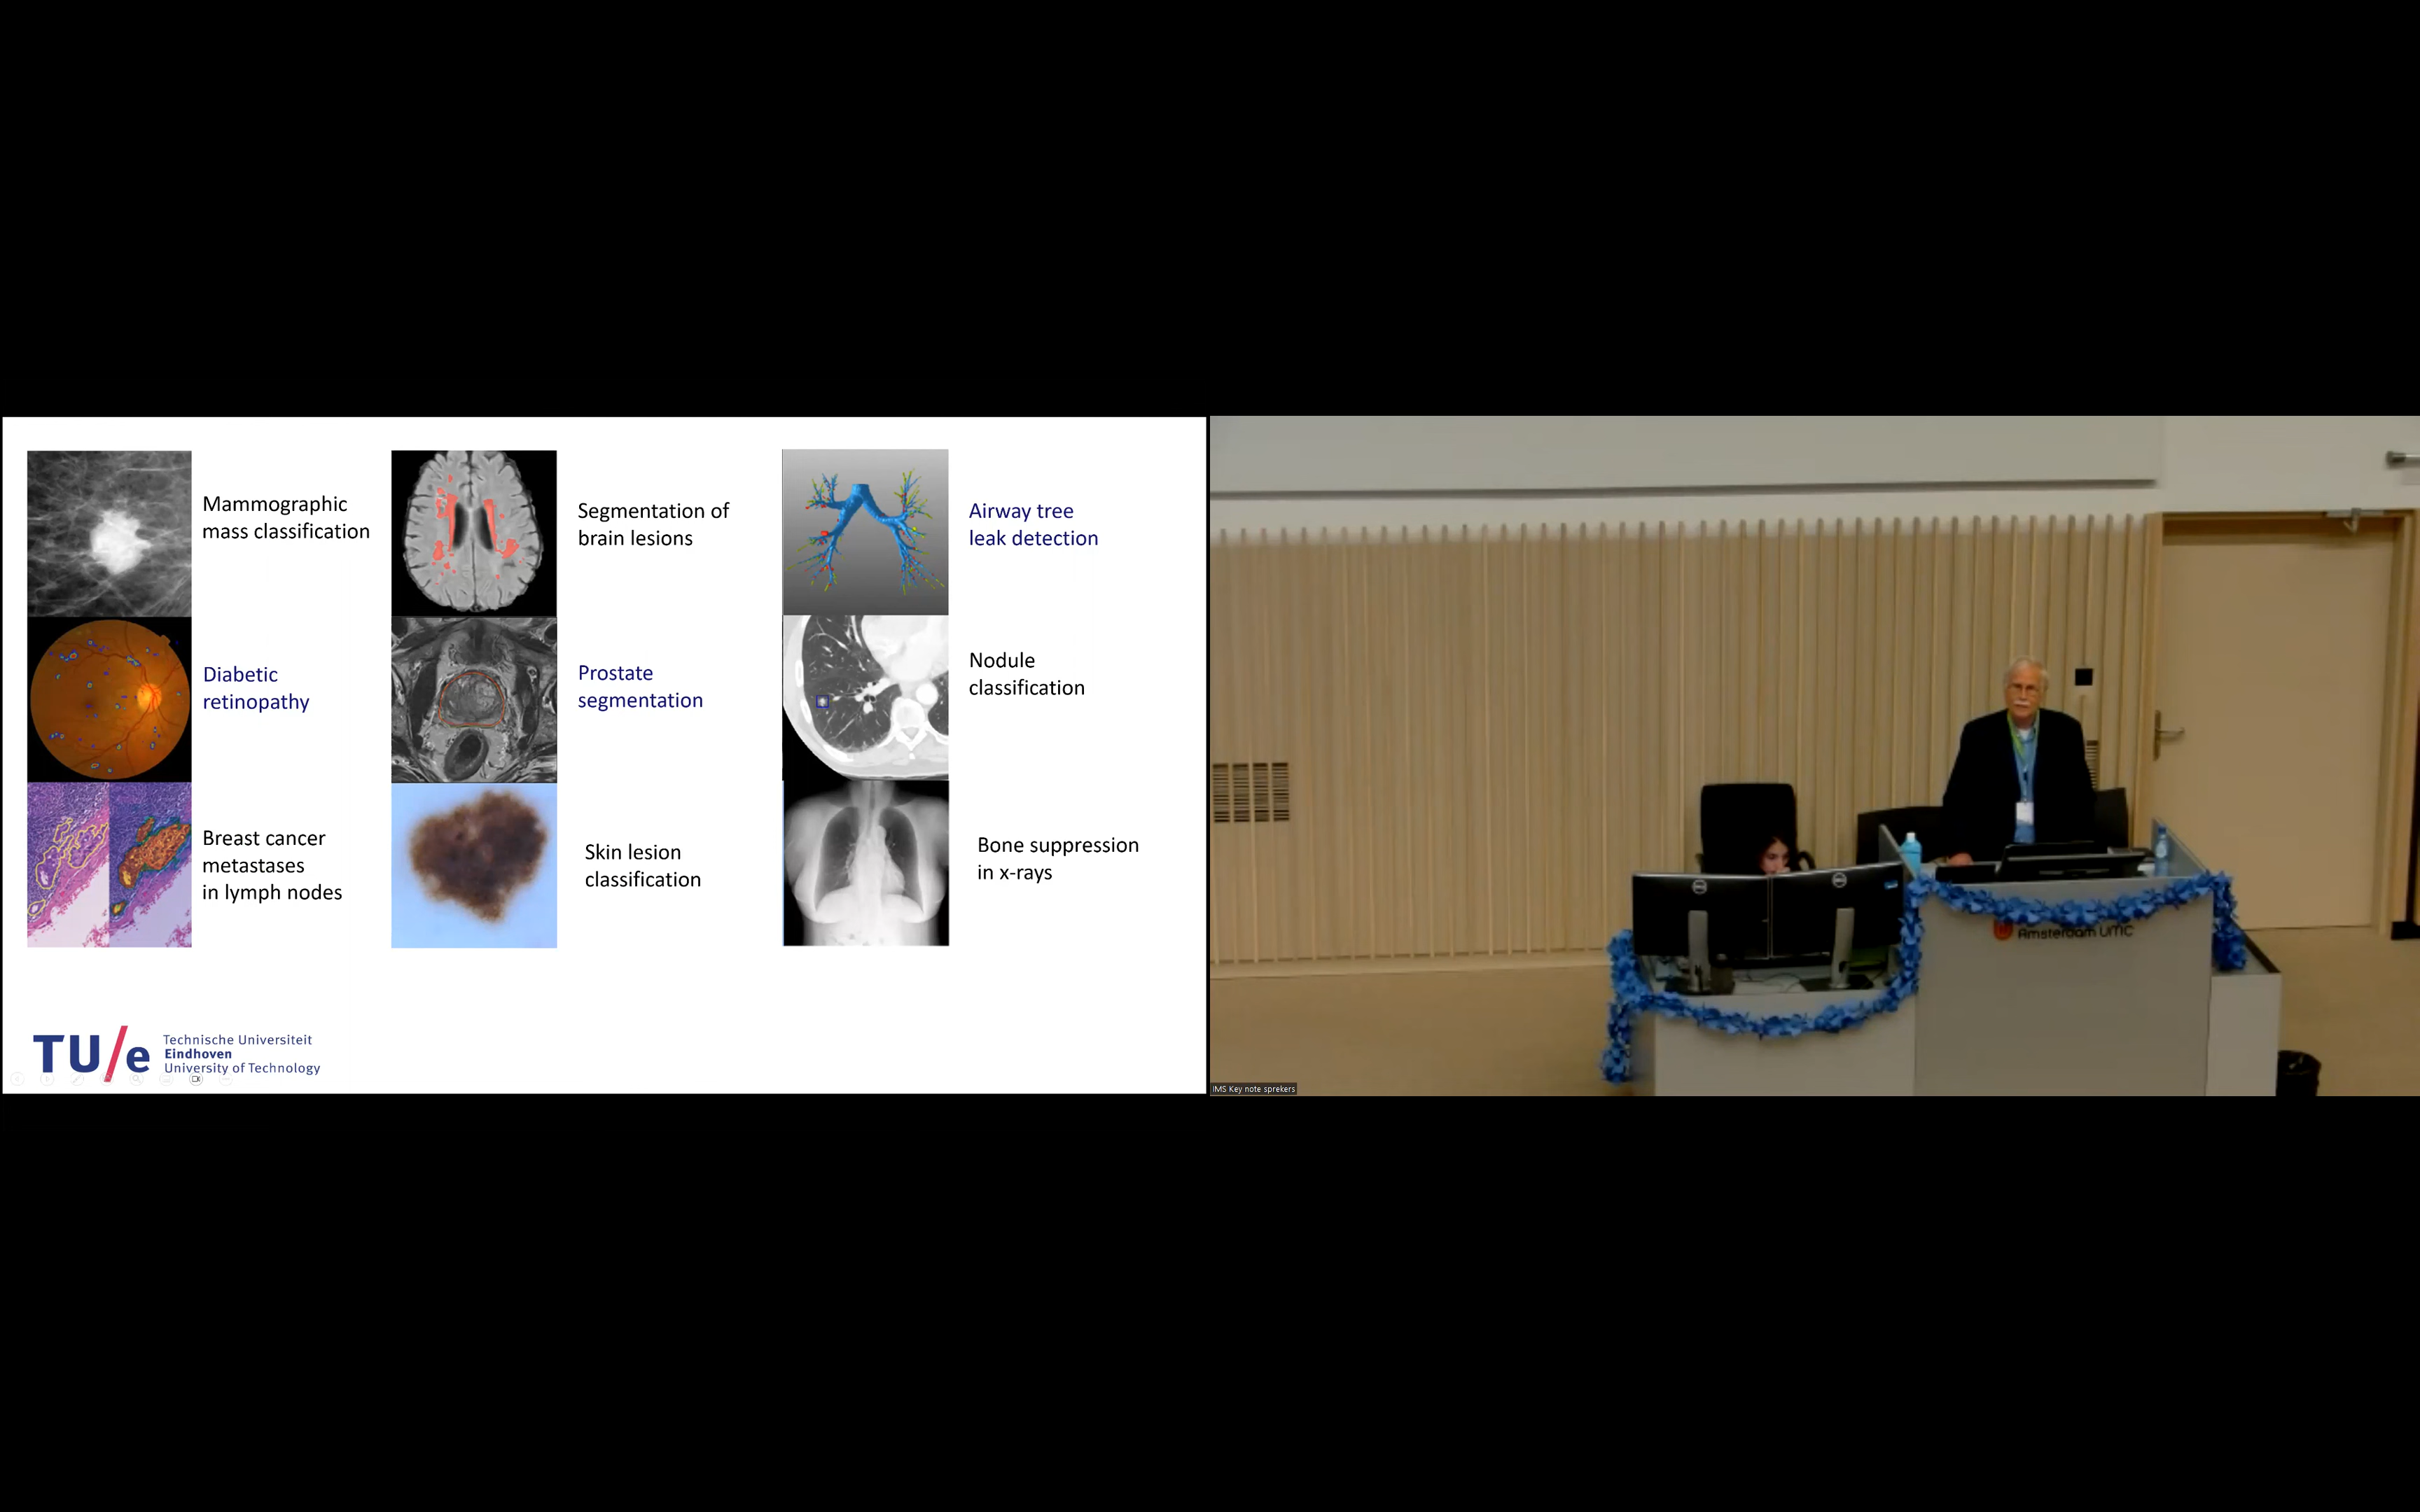 Mammographic
mass classification
Segmentation of
brain lesions
Airway tree
leak detection
Diabetic
retinopathy
Prostate
segmentation
Nodule
classification
Breast cancer
metastases
in lymph nodes
Skin lesion
classification
Bone suppression
in x-rays
TU/e
Technische Universiteit
Eindhoven
University of Technology
Amsterdam UMC
IMS Key note sprekers